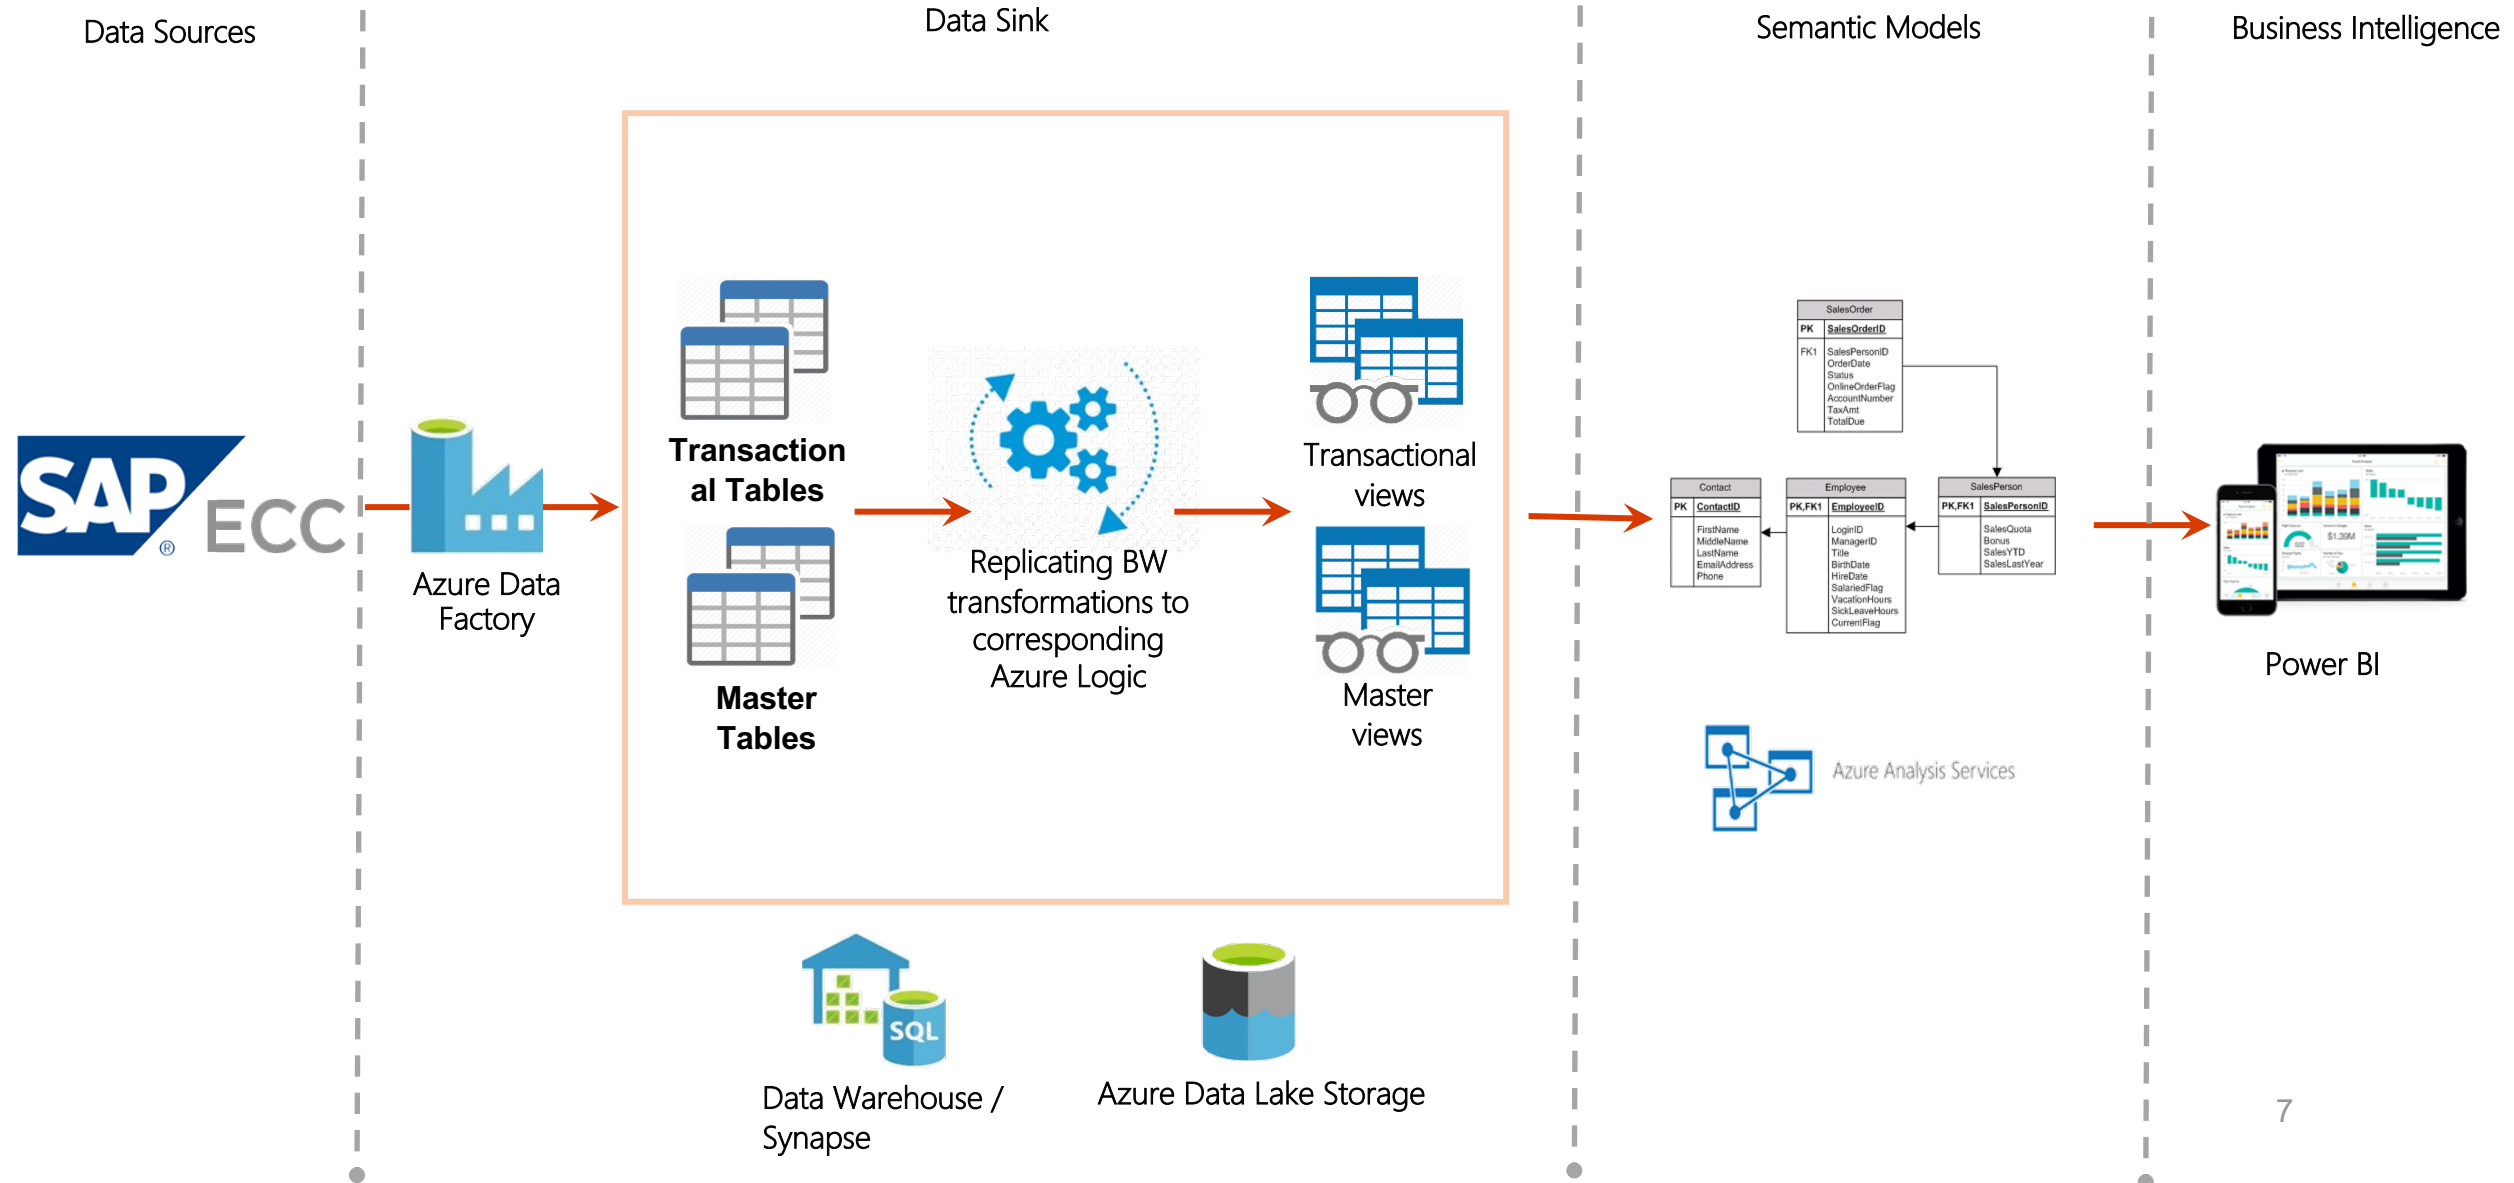 Data Sources
Data Sink
Semantic Models
Business Intelligence
SAP
®
ECC
Azure Data
Factory
Transaction
al Tables
Master
Tables
Replicating BW
transformations to
corresponding
Azure Logic
Transactional
views
Master
views
SalesOrder
PK SalesOrderID
FK1 SalesPersonID
OrderDate
Status
OnlineOrderFlag
AccountNumber
TaxAmt
TotalDue
Contact
PK ContactID
FirstName
MiddleName
LastName
EmailAddress
Phone
Employee
PK,FK1 EmployeeID
LoginID
ManagerID
Title
BirthDate
HireDate
SalariedFlag
VacationHours
SickLeaveHours
CurrentFlag
SalesPerson
PK,FK1 SalesPersonID
SalesQuota
Bonus
SalesYTD
SalesLastYear
Azure Analysis Services
$1.39M
Power BI
SQL
Data Warehouse /
Synapse
Azure Data Lake Storage
7